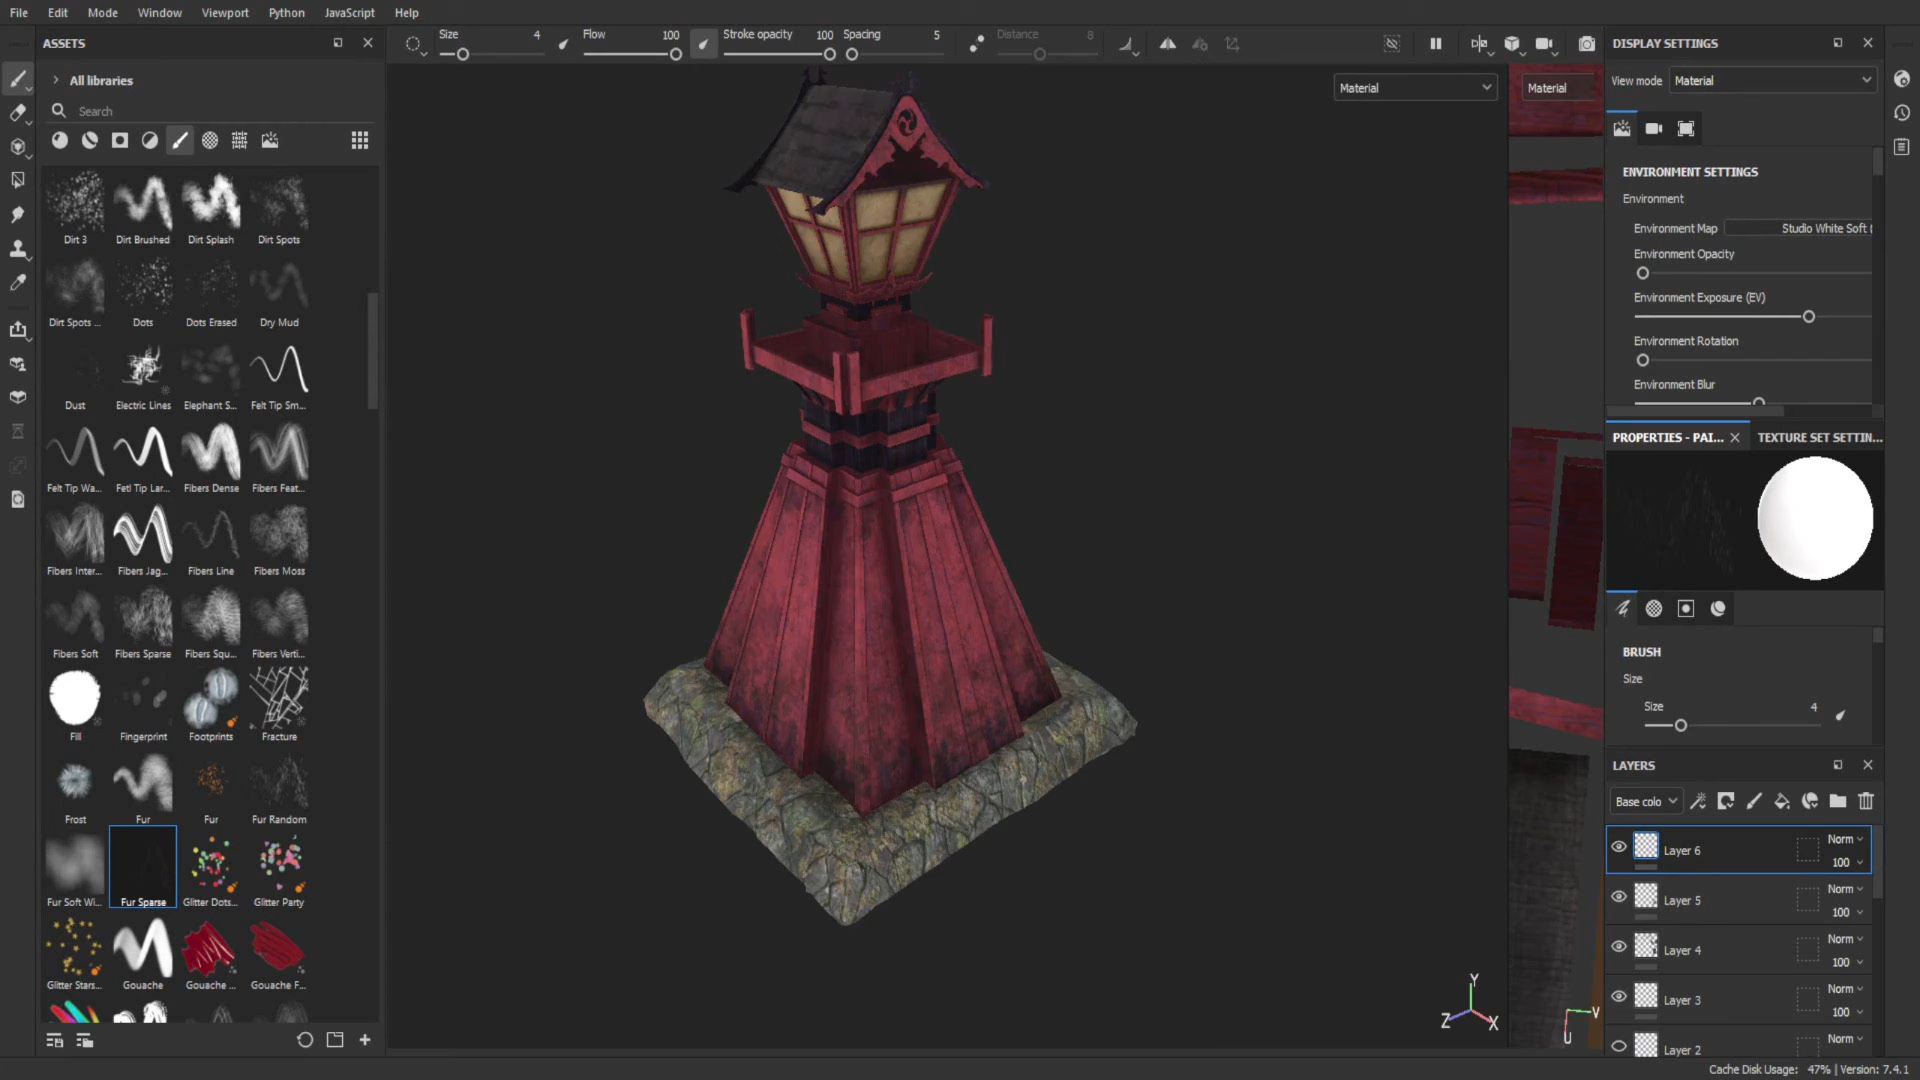 File Edit Mode Window Viewport Python JavaScript Help
ASSETS
Size 4 Flow 100 Stroke opacity 100 Spacing 5 Distance 8
DISPLAY SETTINGS
All libraries
Search
Material
Material
View mode Material
ENVIRONMENT SETTINGS
Environment
Environment Map Studio White Soft (
Environment Opacity
Environment Exposure (EV)
Environment Rotation
Environment Blur
Dirt 3 Dirt Brushed Dirt Splash Dirt Spots
Dirt Spots ... Dots Dots Erased Dry Mud
Dust Electric Lines Elephant S... Felt Tip Sm...
Felt Tip Wa... Fetl Tip Lar... Fibers Dense Fibers Feat...
Fibers Inter... Fibers Jag... Fibers Line Fibers Moss
Fibers Soft Fibers Sparse Fibers Squ... Fibers Verti...
Fill Fingerprint Footprints Fracture
Frost Fur Fur Fur Random
Fur Soft Wi... Fur Sparse Glitter Dots... Glitter Party
Glitter Stars... Gouache Gouache ... Gouache F...
PROPERTIES - PAI... TEXTURE SET SETTIN...
BRUSH
Size
Size 4
LAYERS
Base colo
Layer 6 Norm 100
Layer 5 Norm 100
Layer 4 Norm 100
Layer 3 Norm 100
Layer 2 Norm
Y
Z X
V
U
Cache Disk Usage: 47% | Version: 7.4.1